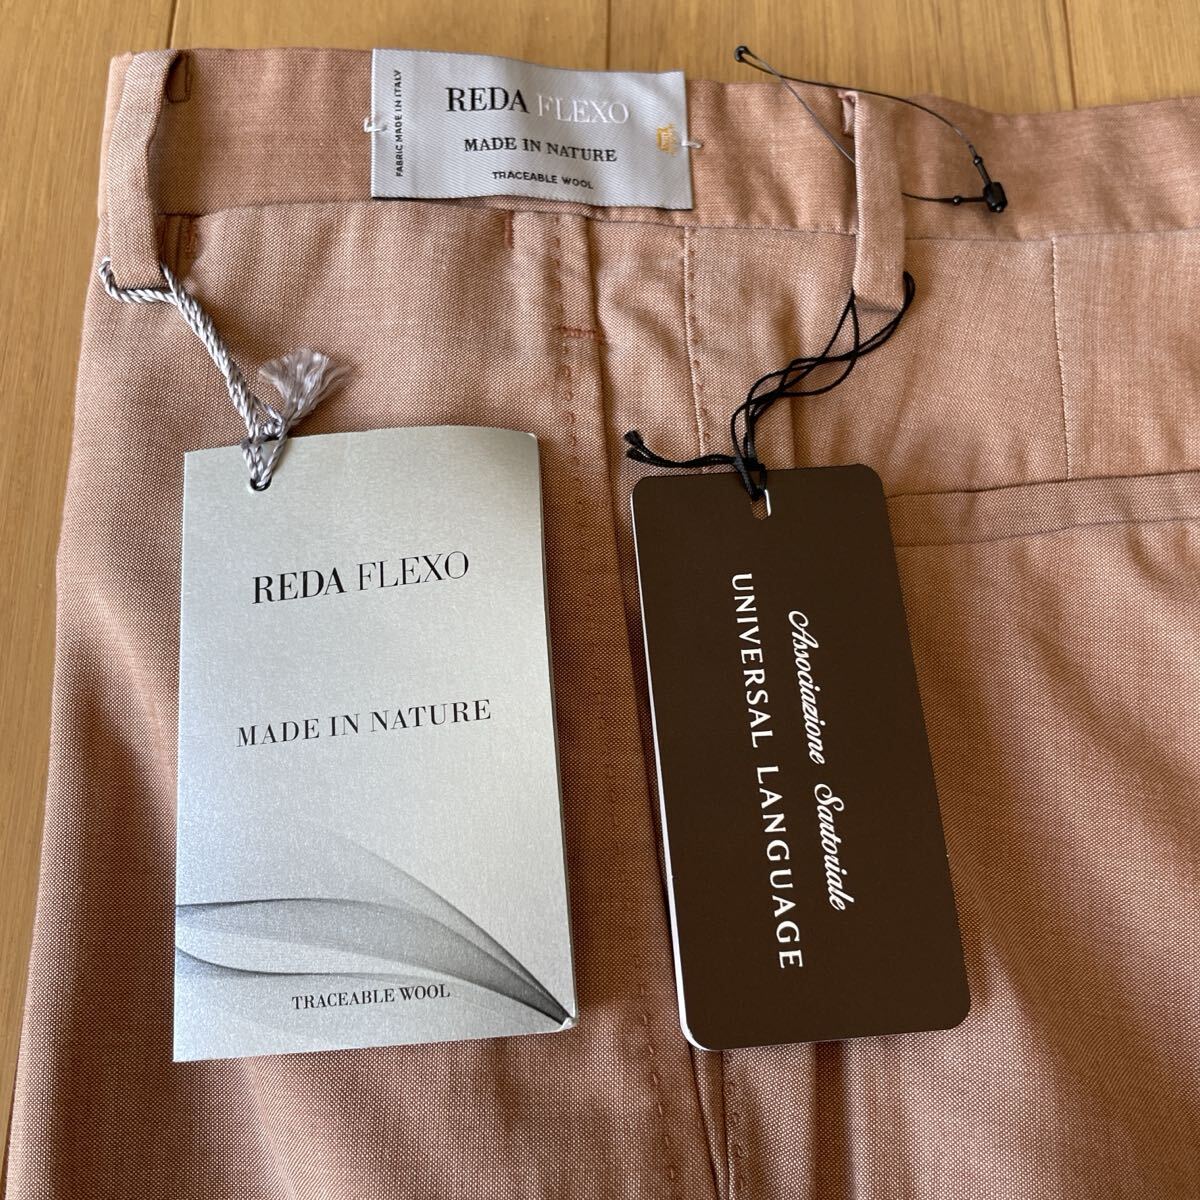 REDA FLEXO
MADE IN NATURE
TRACEABLE WOOL
FABRIC MADE IN ITALY
REDA FLEXO
MADE IN NATURE
TRACEABLE WOOL
Associazione Sartoriale
UNIVERSAL LANGUAGE